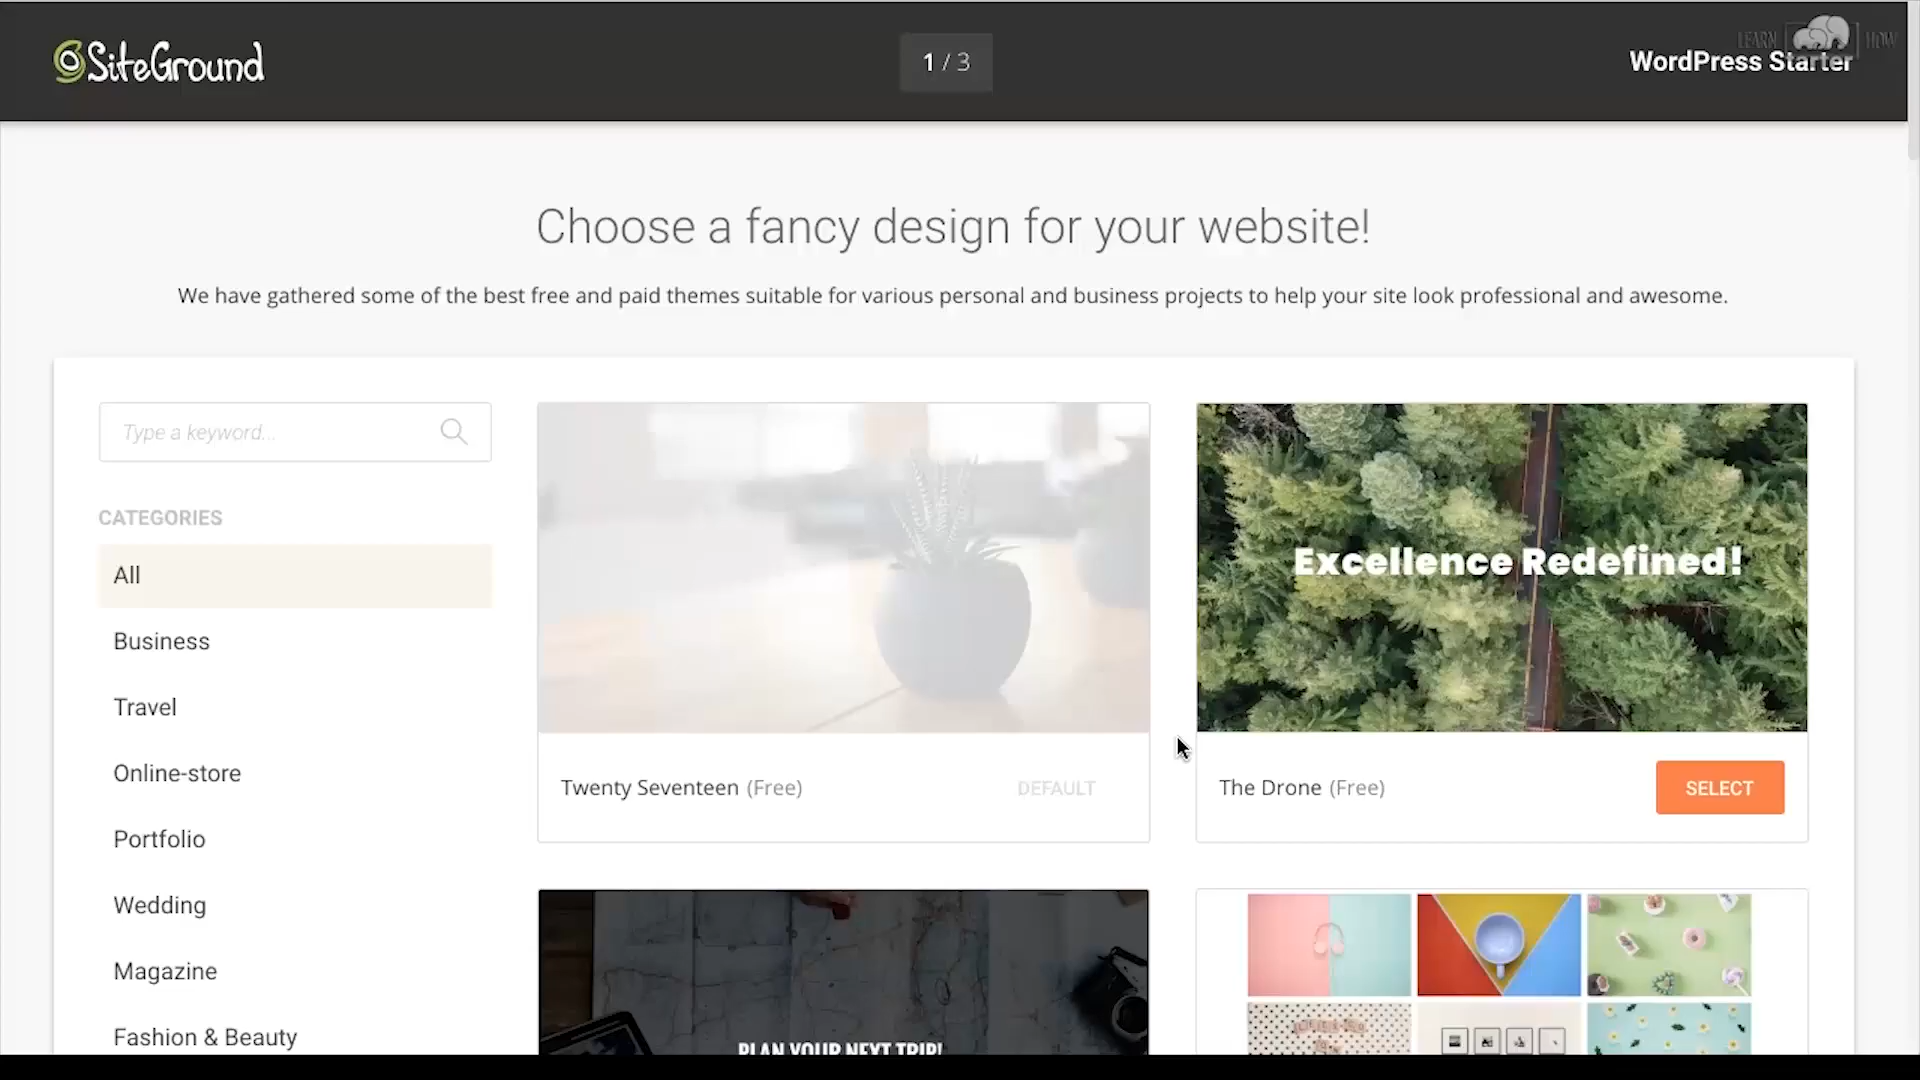 SiteGround
1 / 3
LEARN HOW
WordPress Starter
Choose a fancy design for your website!
We have gathered some of the best free and paid themes suitable for various personal and business projects to help your site look professional and awesome.
Type a keyword...
CATEGORIES
All
Business
Travel
Online-store
Portfolio
Wedding
Magazine
Fashion & Beauty
Twenty Seventeen (Free)
DEFAULT
Excellence Redefined!
The Drone (Free)
SELECT
PLAN YOUR NEXT TRIP!